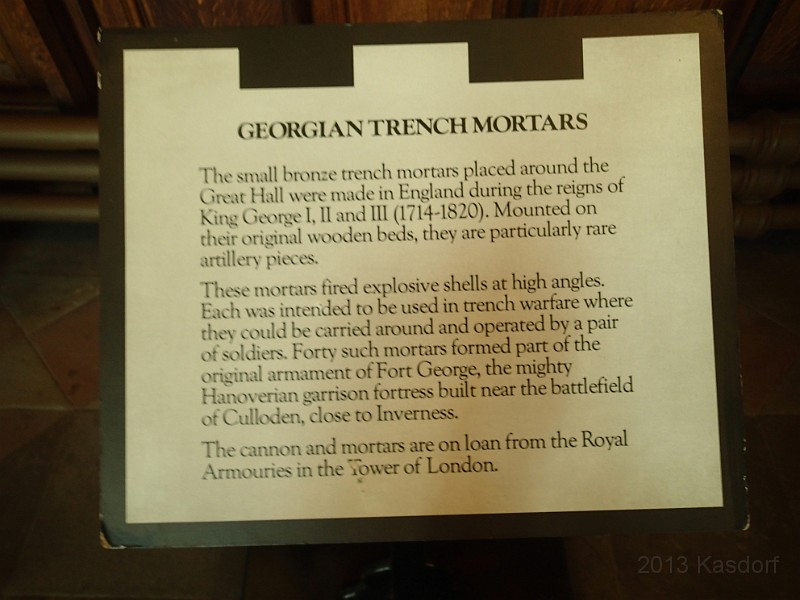 GEORGIAN TRENCH MORTARS
The small bronze trench mortars placed around the
Great Hall were made in England during the reigns of
King George I, II and III (1714-1820). Mounted on
their original wooden beds, they are particularly rare
artillery pieces.
These mortars fired explosive shells at high angles.
Each was intended to be used in trench warfare where
they could be carried around and operated by a pair
of soldiers. Forty such mortars formed part of the
original armament of Fort George, the mighty
Hanoverian garrison fortress built near the battlefield
of Culloden, close to Inverness.
The cannon and mortars are on loan from the Royal
Armouries in the Tower of London.
2013 Kasdorf